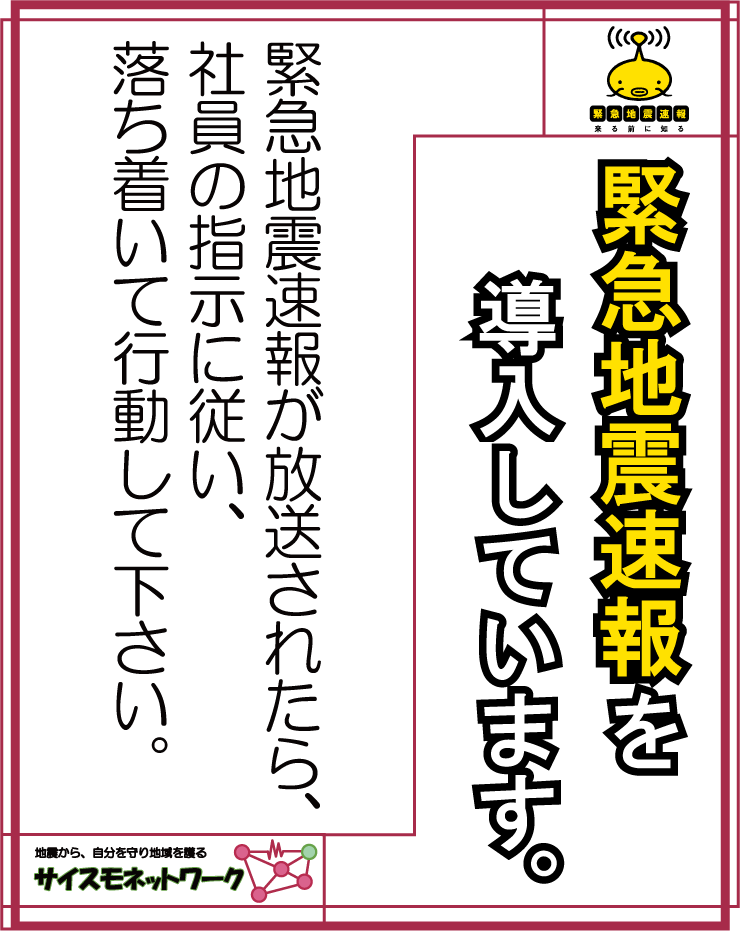 緊急地震速報
来る前に知る
緊急地震速報を
導入しています。
緊急地震速報が放送されたら、
社員の指示に従い、
落ち着いて行動して下さい。
地震から、自分を守り地域を護る
サイスモネットワーク